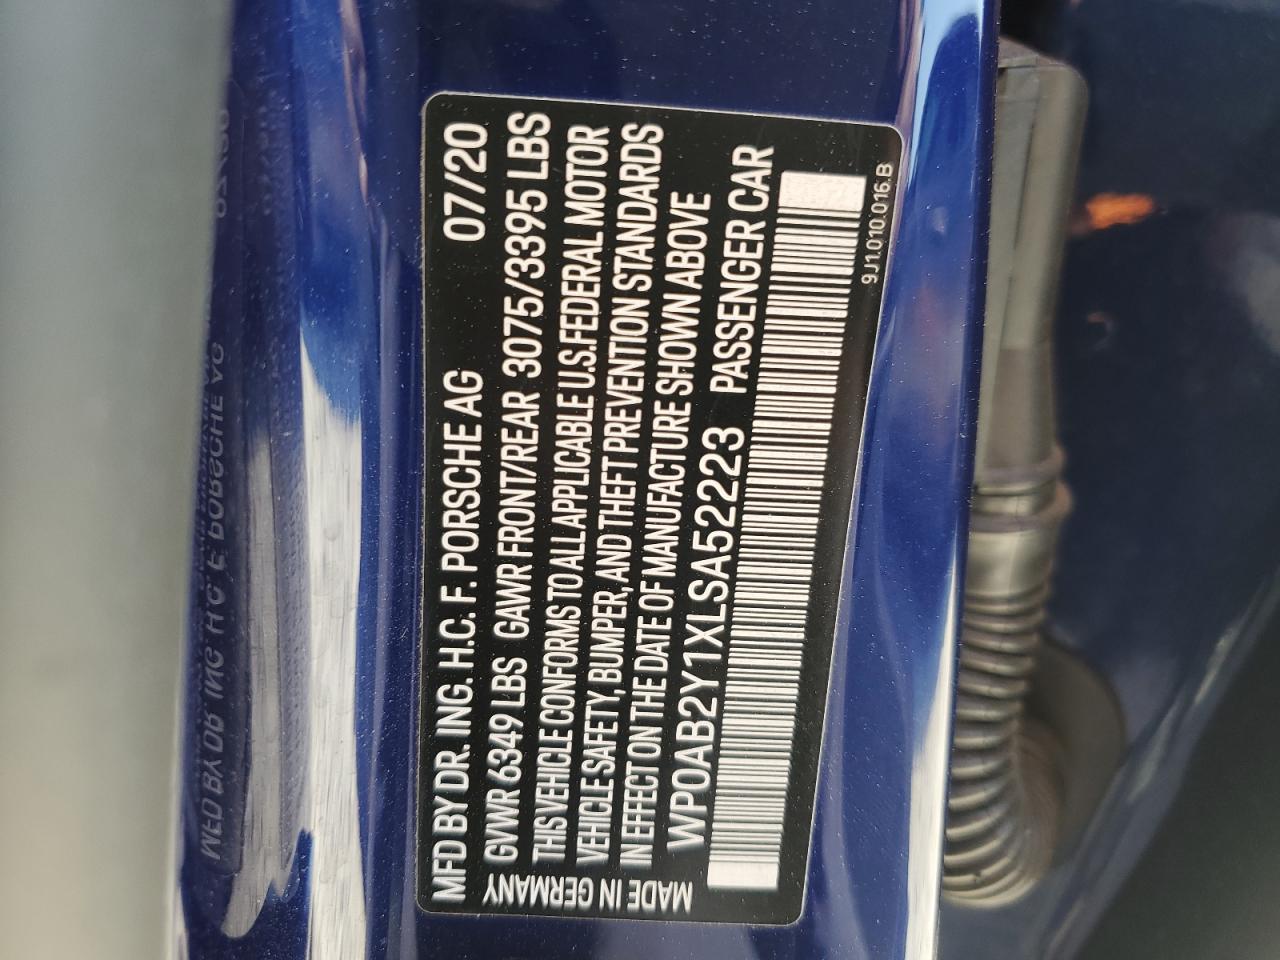 MFD BY DR. ING. H.C. F. PORSCHE AG 07/20
GVWR 6349 LBS GAWR FRONT/REAR 3075/3395 LBS
THIS VEHICLE CONFORMS TO ALL APPLICABLE U.S. FEDERAL MOTOR
VEHICLE SAFETY, BUMPER, AND THEFT PREVENTION STANDARDS
IN EFFECT ON THE DATE OF MANUFACTURE SHOWN ABOVE
WP0AB2Y1XLSA52223 PASSENGER CAR
MADE IN GERMANY
9J1.010.016.B